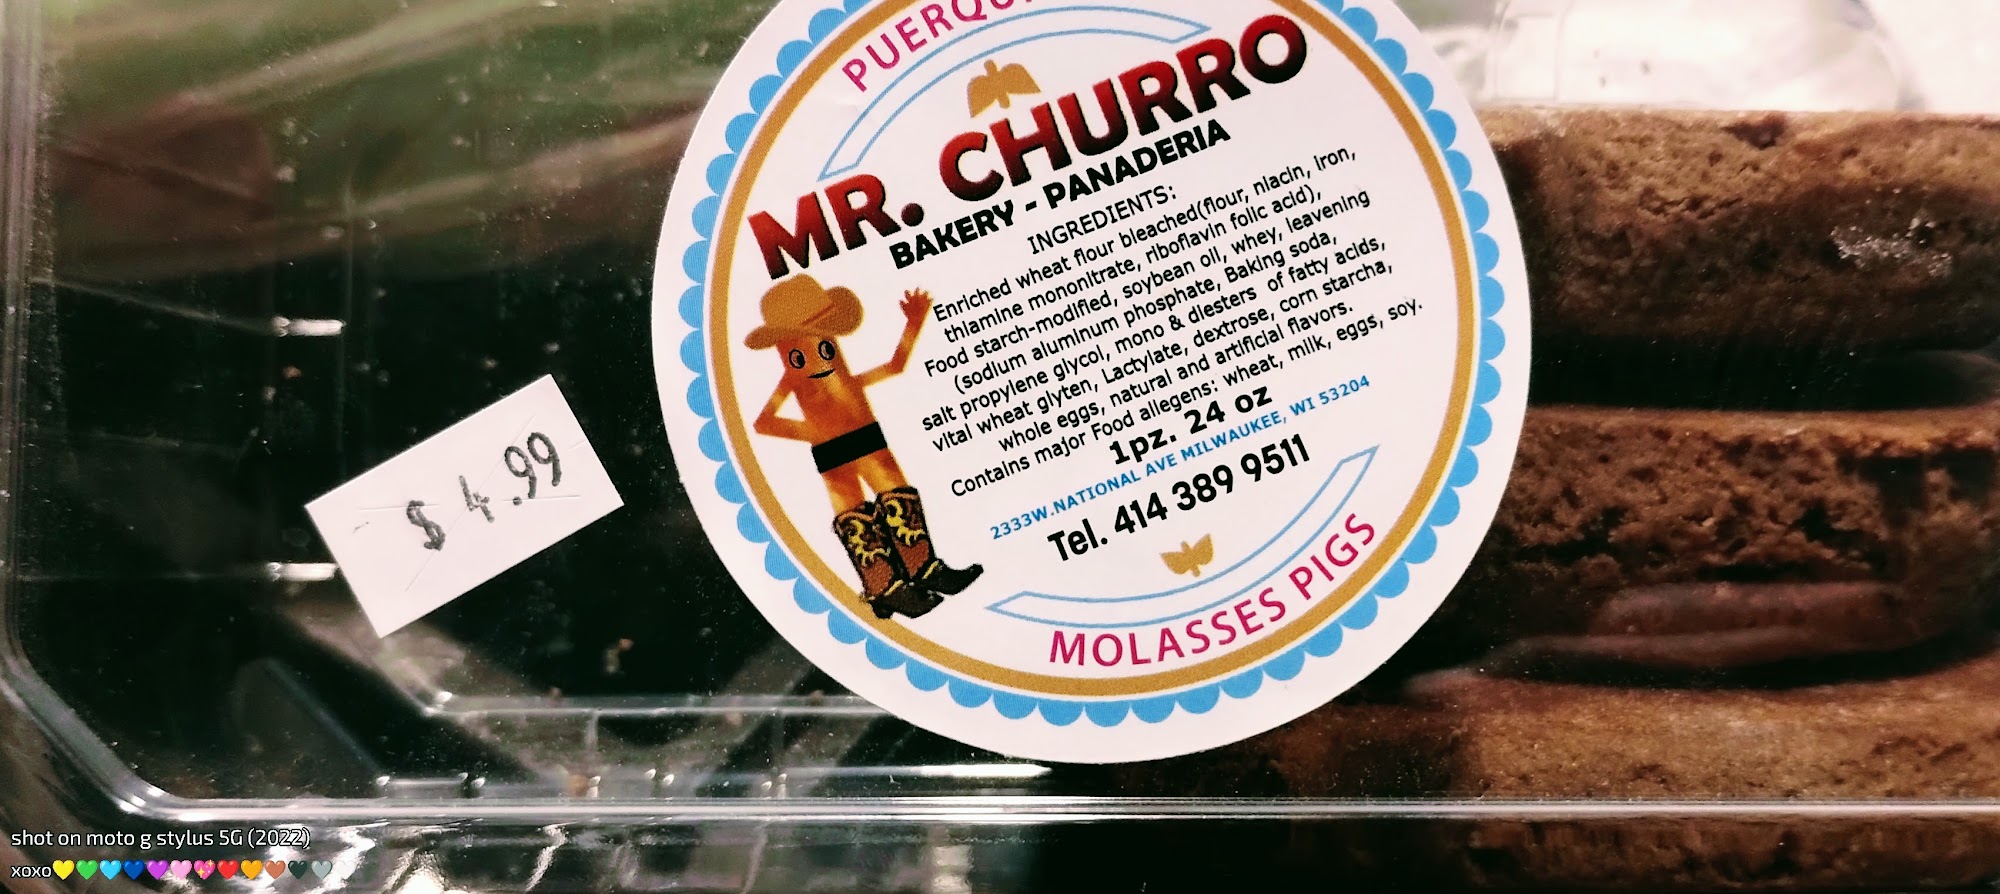 PUERQU
MR. CHURRO
BAKERY - PANADERIA
INGREDIENTS:
Enriched wheat flour bleached(flour, niacin, iron,
thiamine mononitrate, riboflavin folic acid),
Food starch-modified, soybean oil, whey, leavening
(sodium aluminum phosphate, Baking soda,
salt propylene glycol, mono & diesters of fatty acids,
vital wheat glyten, Lactylate, dextrose, corn starcha,
whole eggs, natural and artificial flavors.
Contains major Food allegens: wheat, milk, eggs, soy.
1pz. 24 oz
2333W.NATIONAL AVE MILWAUKEE, WI 53204
Tel. 414 389 9511
MOLASSES PIGS
$ 4.99
shot on moto g stylus 5G (2022)
xoxo